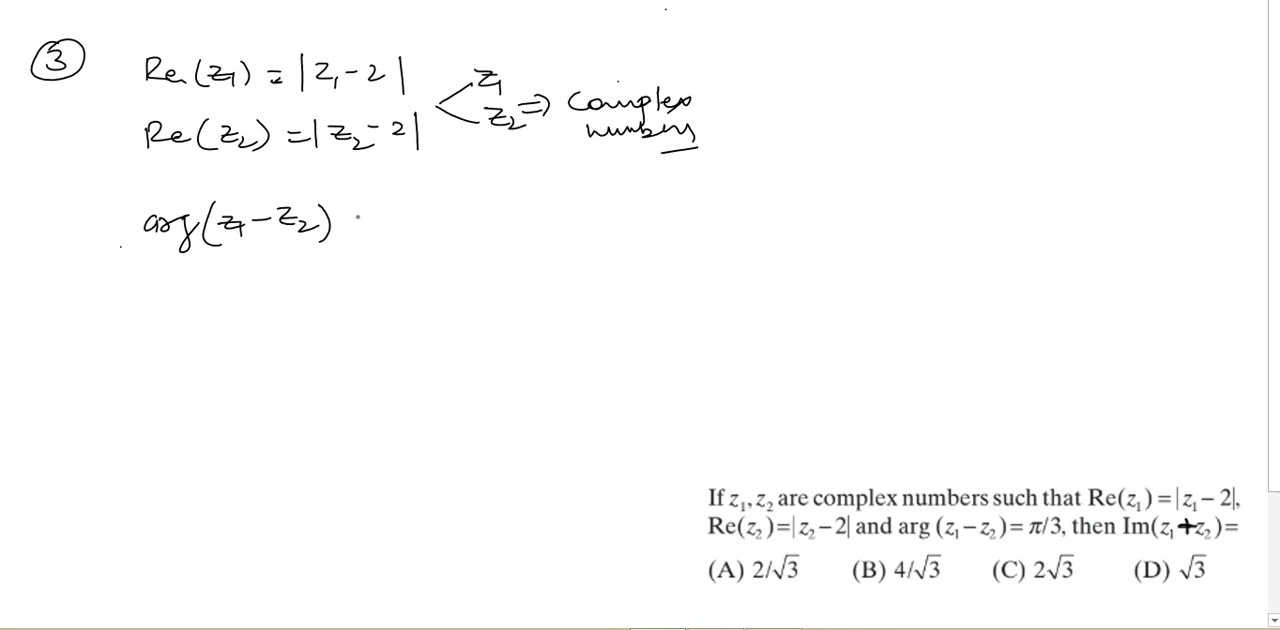 ③ Re(z₁) = |z₁ - 2|
z₁
Re(z₂) = |z₂ - 2|
z₂ ⇒ Complex
numbers
arg(z₁ - z₂)
If z₁, z₂ are complex numbers such that Re(z₁) = |z₁ – 2|,
Re(z₂)=|z₂ – 2| and arg (z₁ – z₂) = π/3, then Im(z₁+z₂)=
(A) 2/√3 (B) 4/√3 (C) 2√3 (D) √3